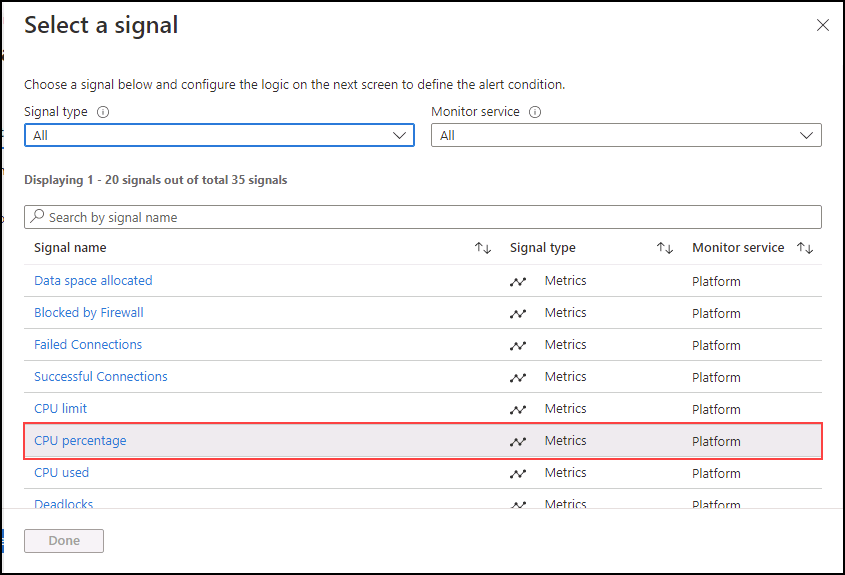 Select a signal
Choose a signal below and configure the logic on the next screen to define the alert condition.
Signal type Monitor service
All All
Displaying 1 - 20 signals out of total 35 signals
Search by signal name
Signal name Signal type Monitor service
Data space allocated Metrics Platform
Blocked by Firewall Metrics Platform
Failed Connections Metrics Platform
Successful Connections Metrics Platform
CPU limit Metrics Platform
CPU percentage Metrics Platform
CPU used Metrics Platform
Deadlocks Metrics Platform
Done